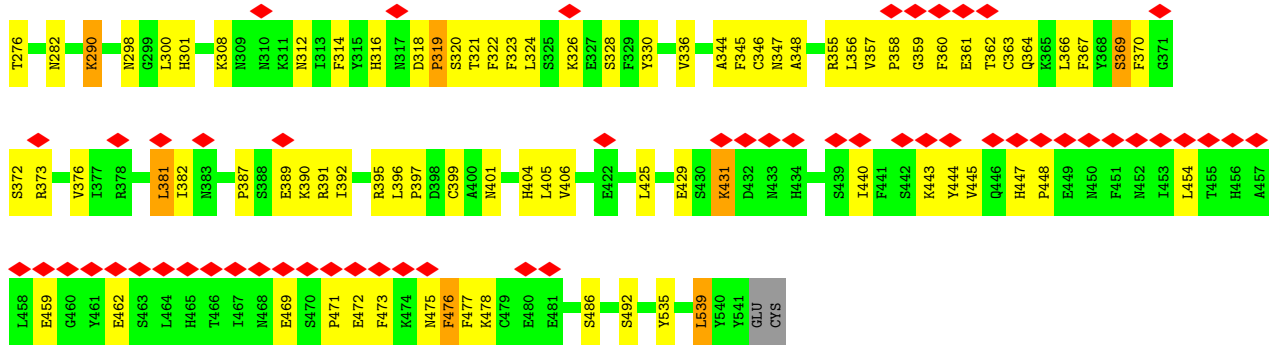 T276 N282 K290 N298 G299 L300 H301 K308 N309 N310 K311 N312 I313 F314 Y315 H316 N317 D318 P319 S320 T321 F322 F323 L324 S325 K326 E327 S328 F329 Y330 V336 A344 F345 C346 N347 A348 R355 L356 V357 P358 G359 F360 E361 T362 C363 Q364 K365 L366 F367 Y368 S369 F370 G371
S372 R373 V376 I377 R378 L381 I382 N383 P387 S388 E389 K390 R391 I392 R395 L396 P397 D398 C399 A400 N401 H404 L405 V406 E422 L425 E429 S430 K431 D432 N433 H434 S439 I440 F441 S442 K443 Y444 V445 Q446 H447 P448 E449 N450 F451 N452 I453 L454 T455 H456 A457
L458 E459 G460 Y461 E462 S463 L464 H465 T466 I467 N468 E469 S470 P471 E472 F473 K474 N475 F476 F477 K478 C479 E480 E481 S486 S492 Y535 L539 Y540 Y541 GLU CYS